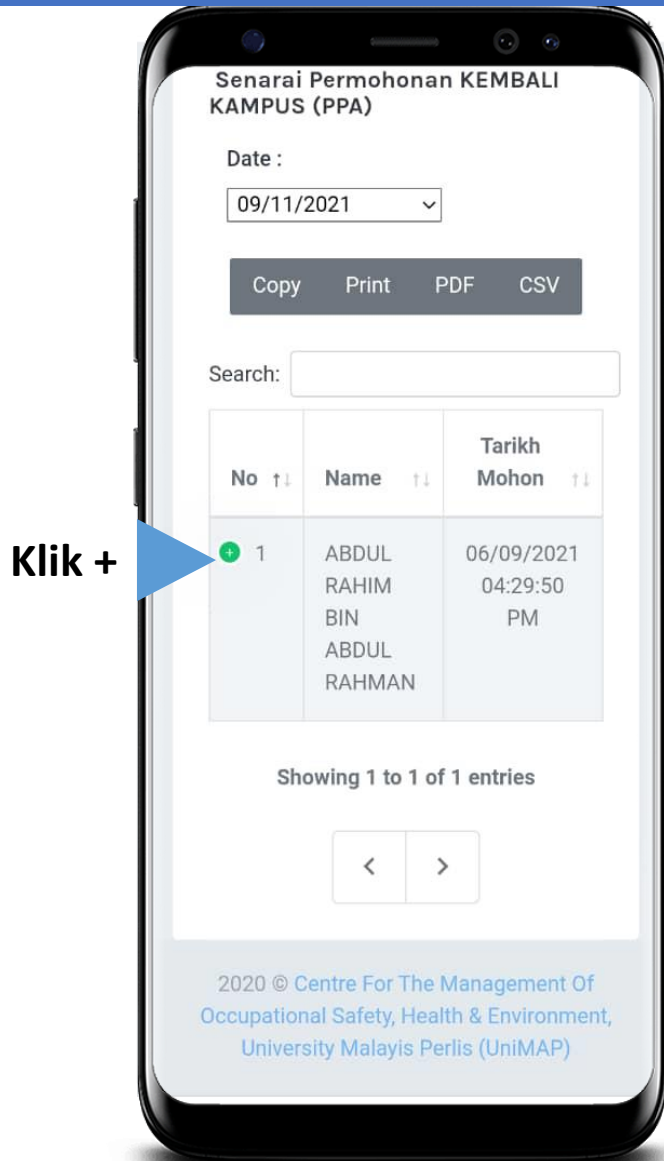 Senarai Permohonan KEMBALI
KAMPUS (PPA)
Date :
09/11/2021
Copy Print PDF CSV
Search:
No Name Tarikh Mohon
Klik +
1 ABDUL RAHIM BIN ABDUL RAHMAN 06/09/2021 04:29:50 PM
Showing 1 to 1 of 1 entries
2020 © Centre For The Management Of
Occupational Safety, Health & Environment,
University Malayis Perlis (UniMAP)